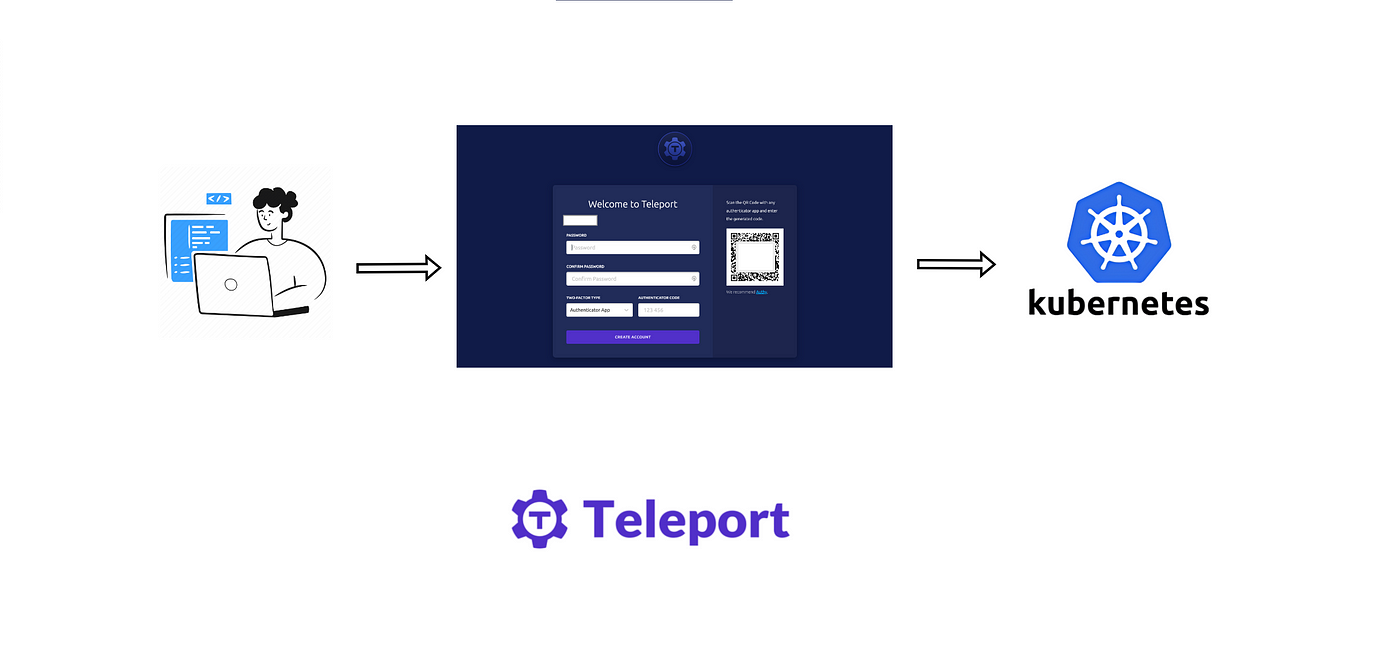 </>
Welcome to Teleport
PASSWORD
Password
CONFIRM PASSWORD
Confirm Password
TWO-FACTOR TYPE
AUTHENTICATOR CODE
Authenticator App
123 456
CREATE ACCOUNT
Scan the QR Code with any
authenticator app and enter
the generated code.
We recommend Authy.
kubernetes
Teleport